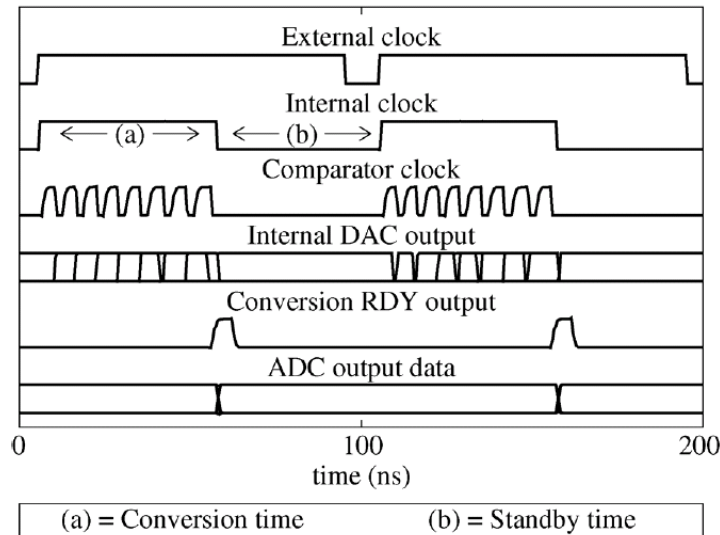 External clock
Internal clock
(a) (b)
Comparator clock
Internal DAC output
Conversion RDY output
ADC output data
0 100 200
time (ns)
(a) = Conversion time (b) = Standby time